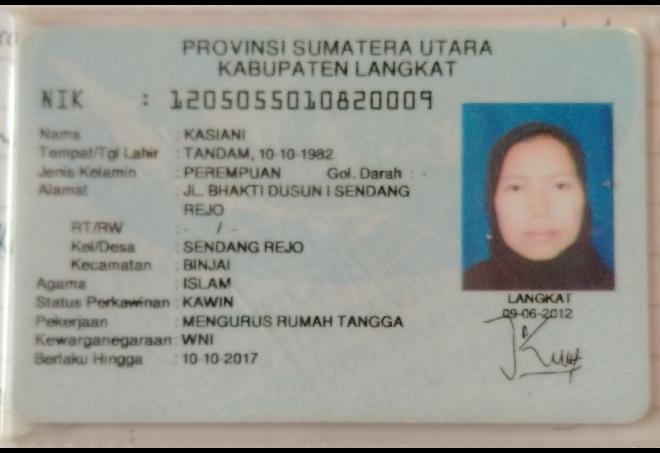 PROVINSI SUMATERA UTARA
KABUPATEN LANGKAT
NIK : 1205055010820009
Nama : KASIANI
Tempat/Tgl Lahir : TANDAM, 10-10-1982
Jenis Kelamin : PEREMPUAN Gol. Darah : -
Alamat : JL. BHAKTI DUSUN I SENDANG
REJO
RT/RW : - / -
Kel/Desa : SENDANG REJO
Kecamatan : BINJAI
Agama : ISLAM
Status Perkawinan : KAWIN
Pekerjaan : MENGURUS RUMAH TANGGA
Kewarganegaraan : WNI
Berlaku Hingga : 10-10-2017
LANGKAT
09-06-2012